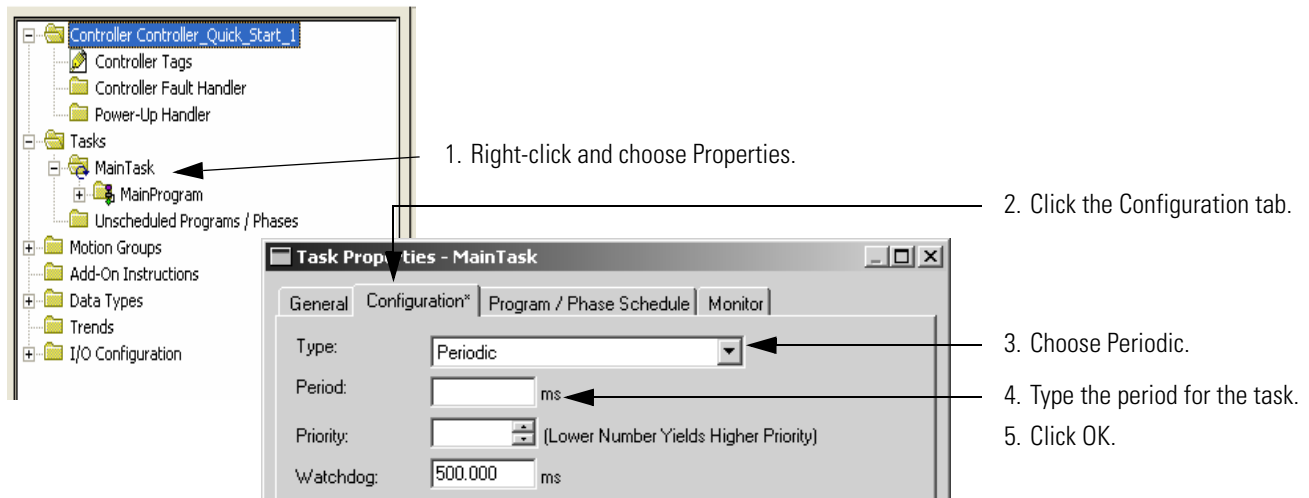 Controller Controller_Quick_Start_1
Controller Tags
Controller Fault Handler
Power-Up Handler
Tasks
MainTask
MainProgram
Unscheduled Programs / Phases
Motion Groups
Add-On Instructions
Data Types
Trends
I/O Configuration
1. Right-click and choose Properties.
2. Click the Configuration tab.
Task Properties - MainTask
General Configuration* Program / Phase Schedule Monitor
Type: Periodic
3. Choose Periodic.
Period: ms
4. Type the period for the task.
Priority: (Lower Number Yields Higher Priority)
5. Click OK.
Watchdog: 500.000 ms